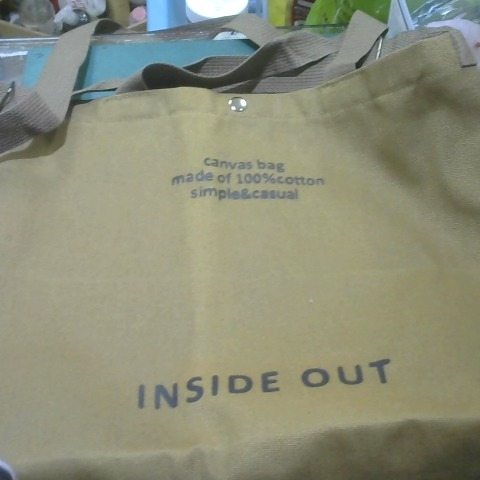 canvas bag
made of 100%cotton
simple&casual
INSIDE OUT